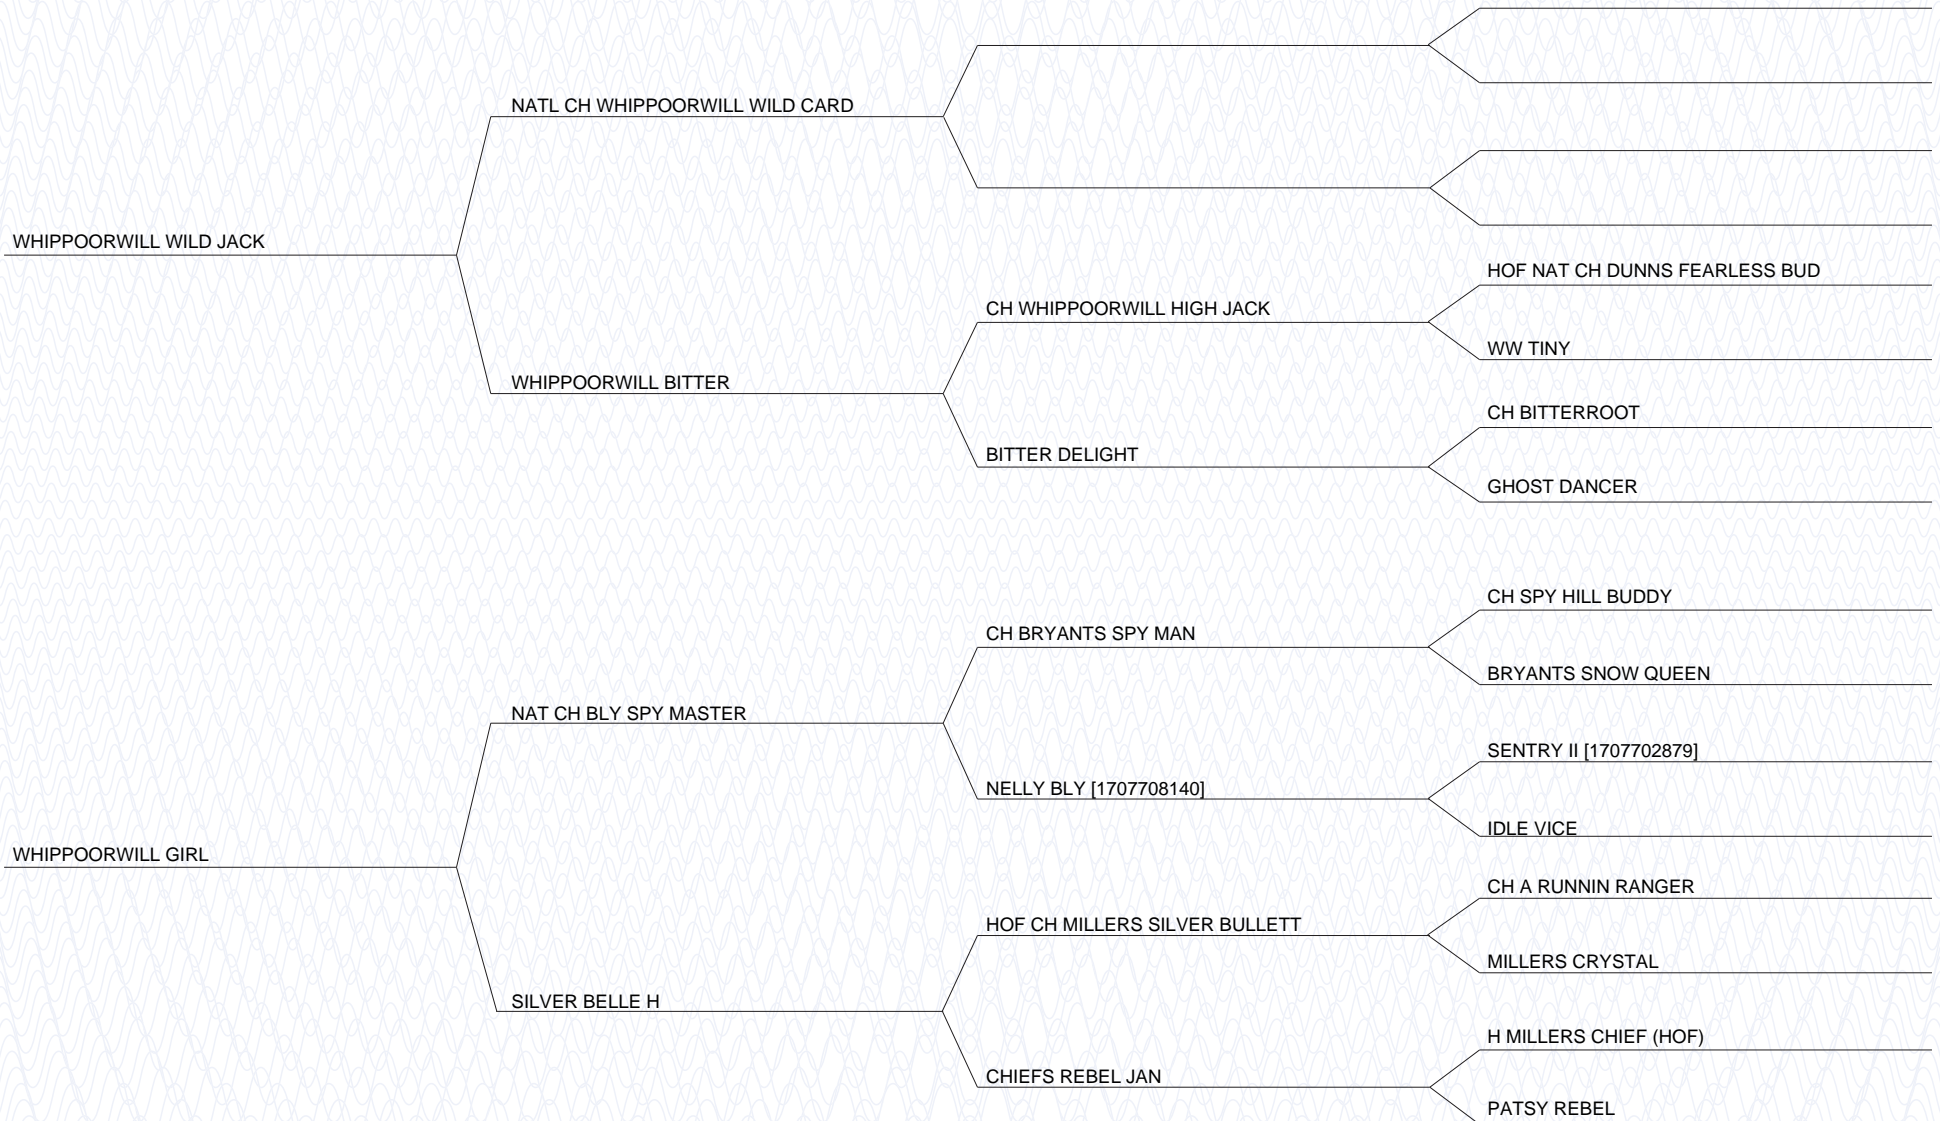 NATL CH WHIPPOORWILL WILD CARD
WHIPPOORWILL WILD JACK
HOF NAT CH DUNNS FEARLESS BUD
CH WHIPPOORWILL HIGH JACK
WW TINY
WHIPPOORWILL BITTER
CH BITTERROOT
BITTER DELIGHT
GHOST DANCER
CH SPY HILL BUDDY
CH BRYANTS SPY MAN
BRYANTS SNOW QUEEN
NAT CH BLY SPY MASTER
SENTRY II [1707702879]
NELLY BLY [1707708140]
IDLE VICE
WHIPPOORWILL GIRL
CH A RUNNIN RANGER
HOF CH MILLERS SILVER BULLETT
MILLERS CRYSTAL
SILVER BELLE H
H MILLERS CHIEF (HOF)
CHIEFS REBEL JAN
PATSY REBEL